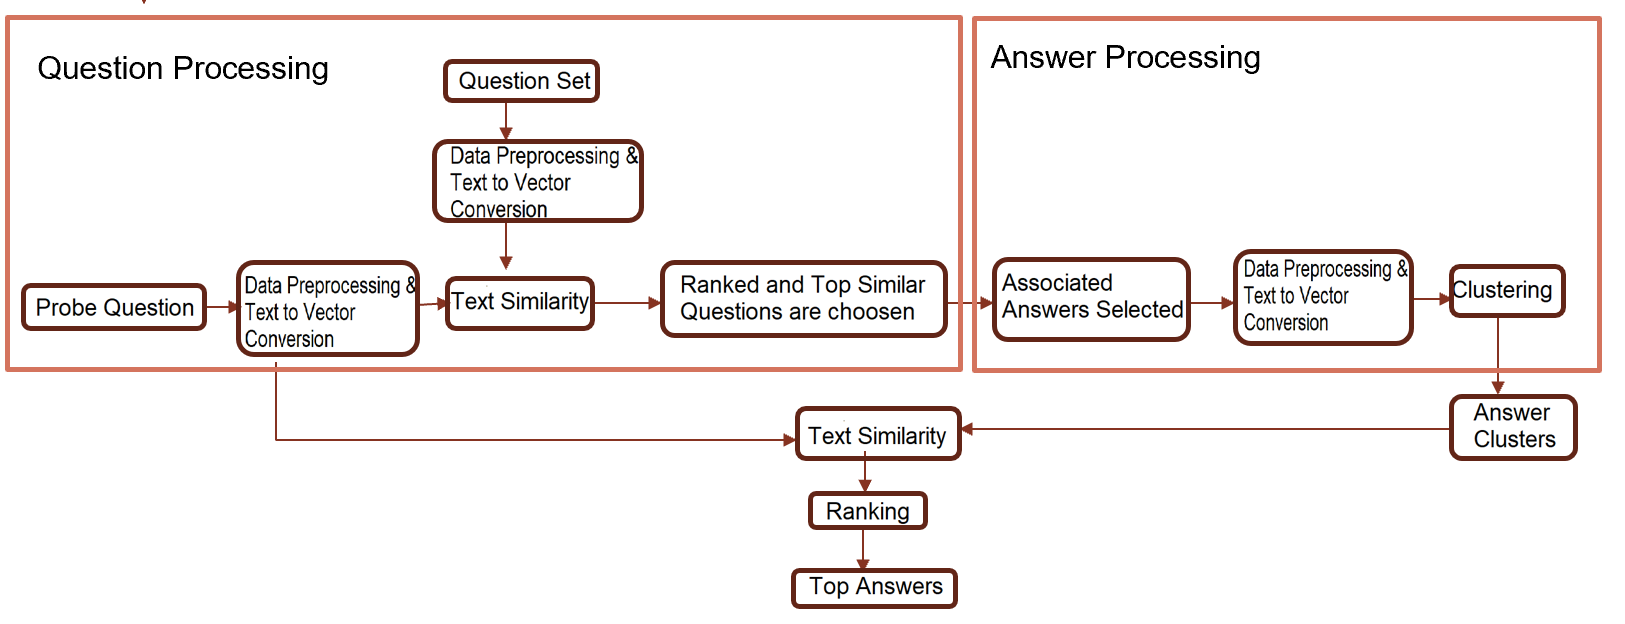 Question Processing
Question Set
Data Preprocessing &
Text to Vector
Conversion
Probe Question
Data Preprocessing &
Text to Vector
Conversion
Text Similarity
Ranked and Top Similar
Questions are choosen
Answer Processing
Associated
Answers Selected
Data Preprocessing &
Text to Vector
Conversion
Clustering
Answer
Clusters
Text Similarity
Ranking
Top Answers